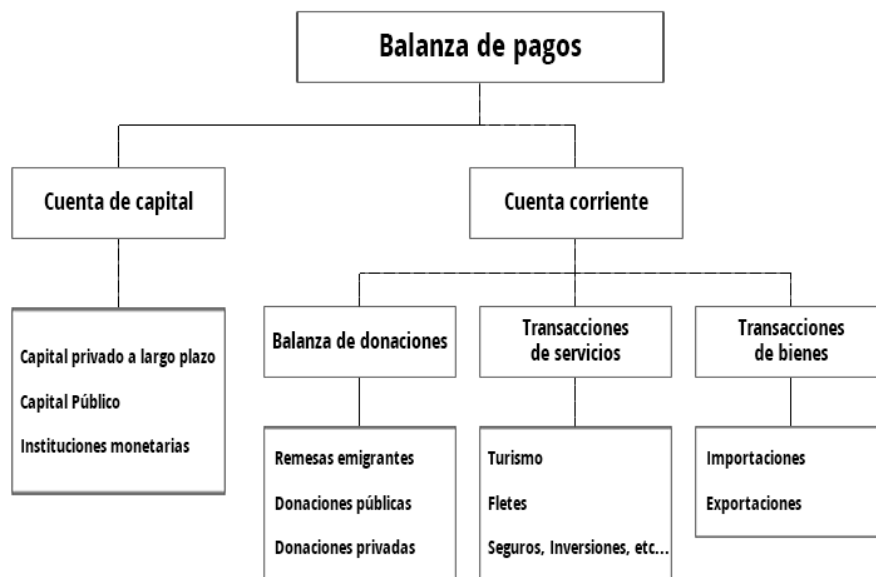 Balanza de pagos
Cuenta de capital
Cuenta corriente
Capital privado a largo plazo
Capital Público
Instituciones monetarias
Balanza de donaciones
Remesas emigrantes
Donaciones públicas
Donaciones privadas
Transacciones
de servicios
Turismo
Fletes
Seguros, Inversiones, etc...
Transacciones
de bienes
Importaciones
Exportaciones